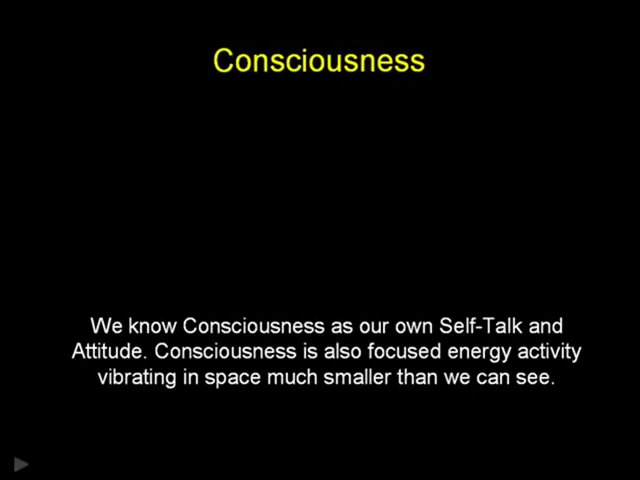 Consciousness
We know Consciousness as our own Self-Talk and
Attitude. Consciousness is also focused energy activity
vibrating in space much smaller than we can see.